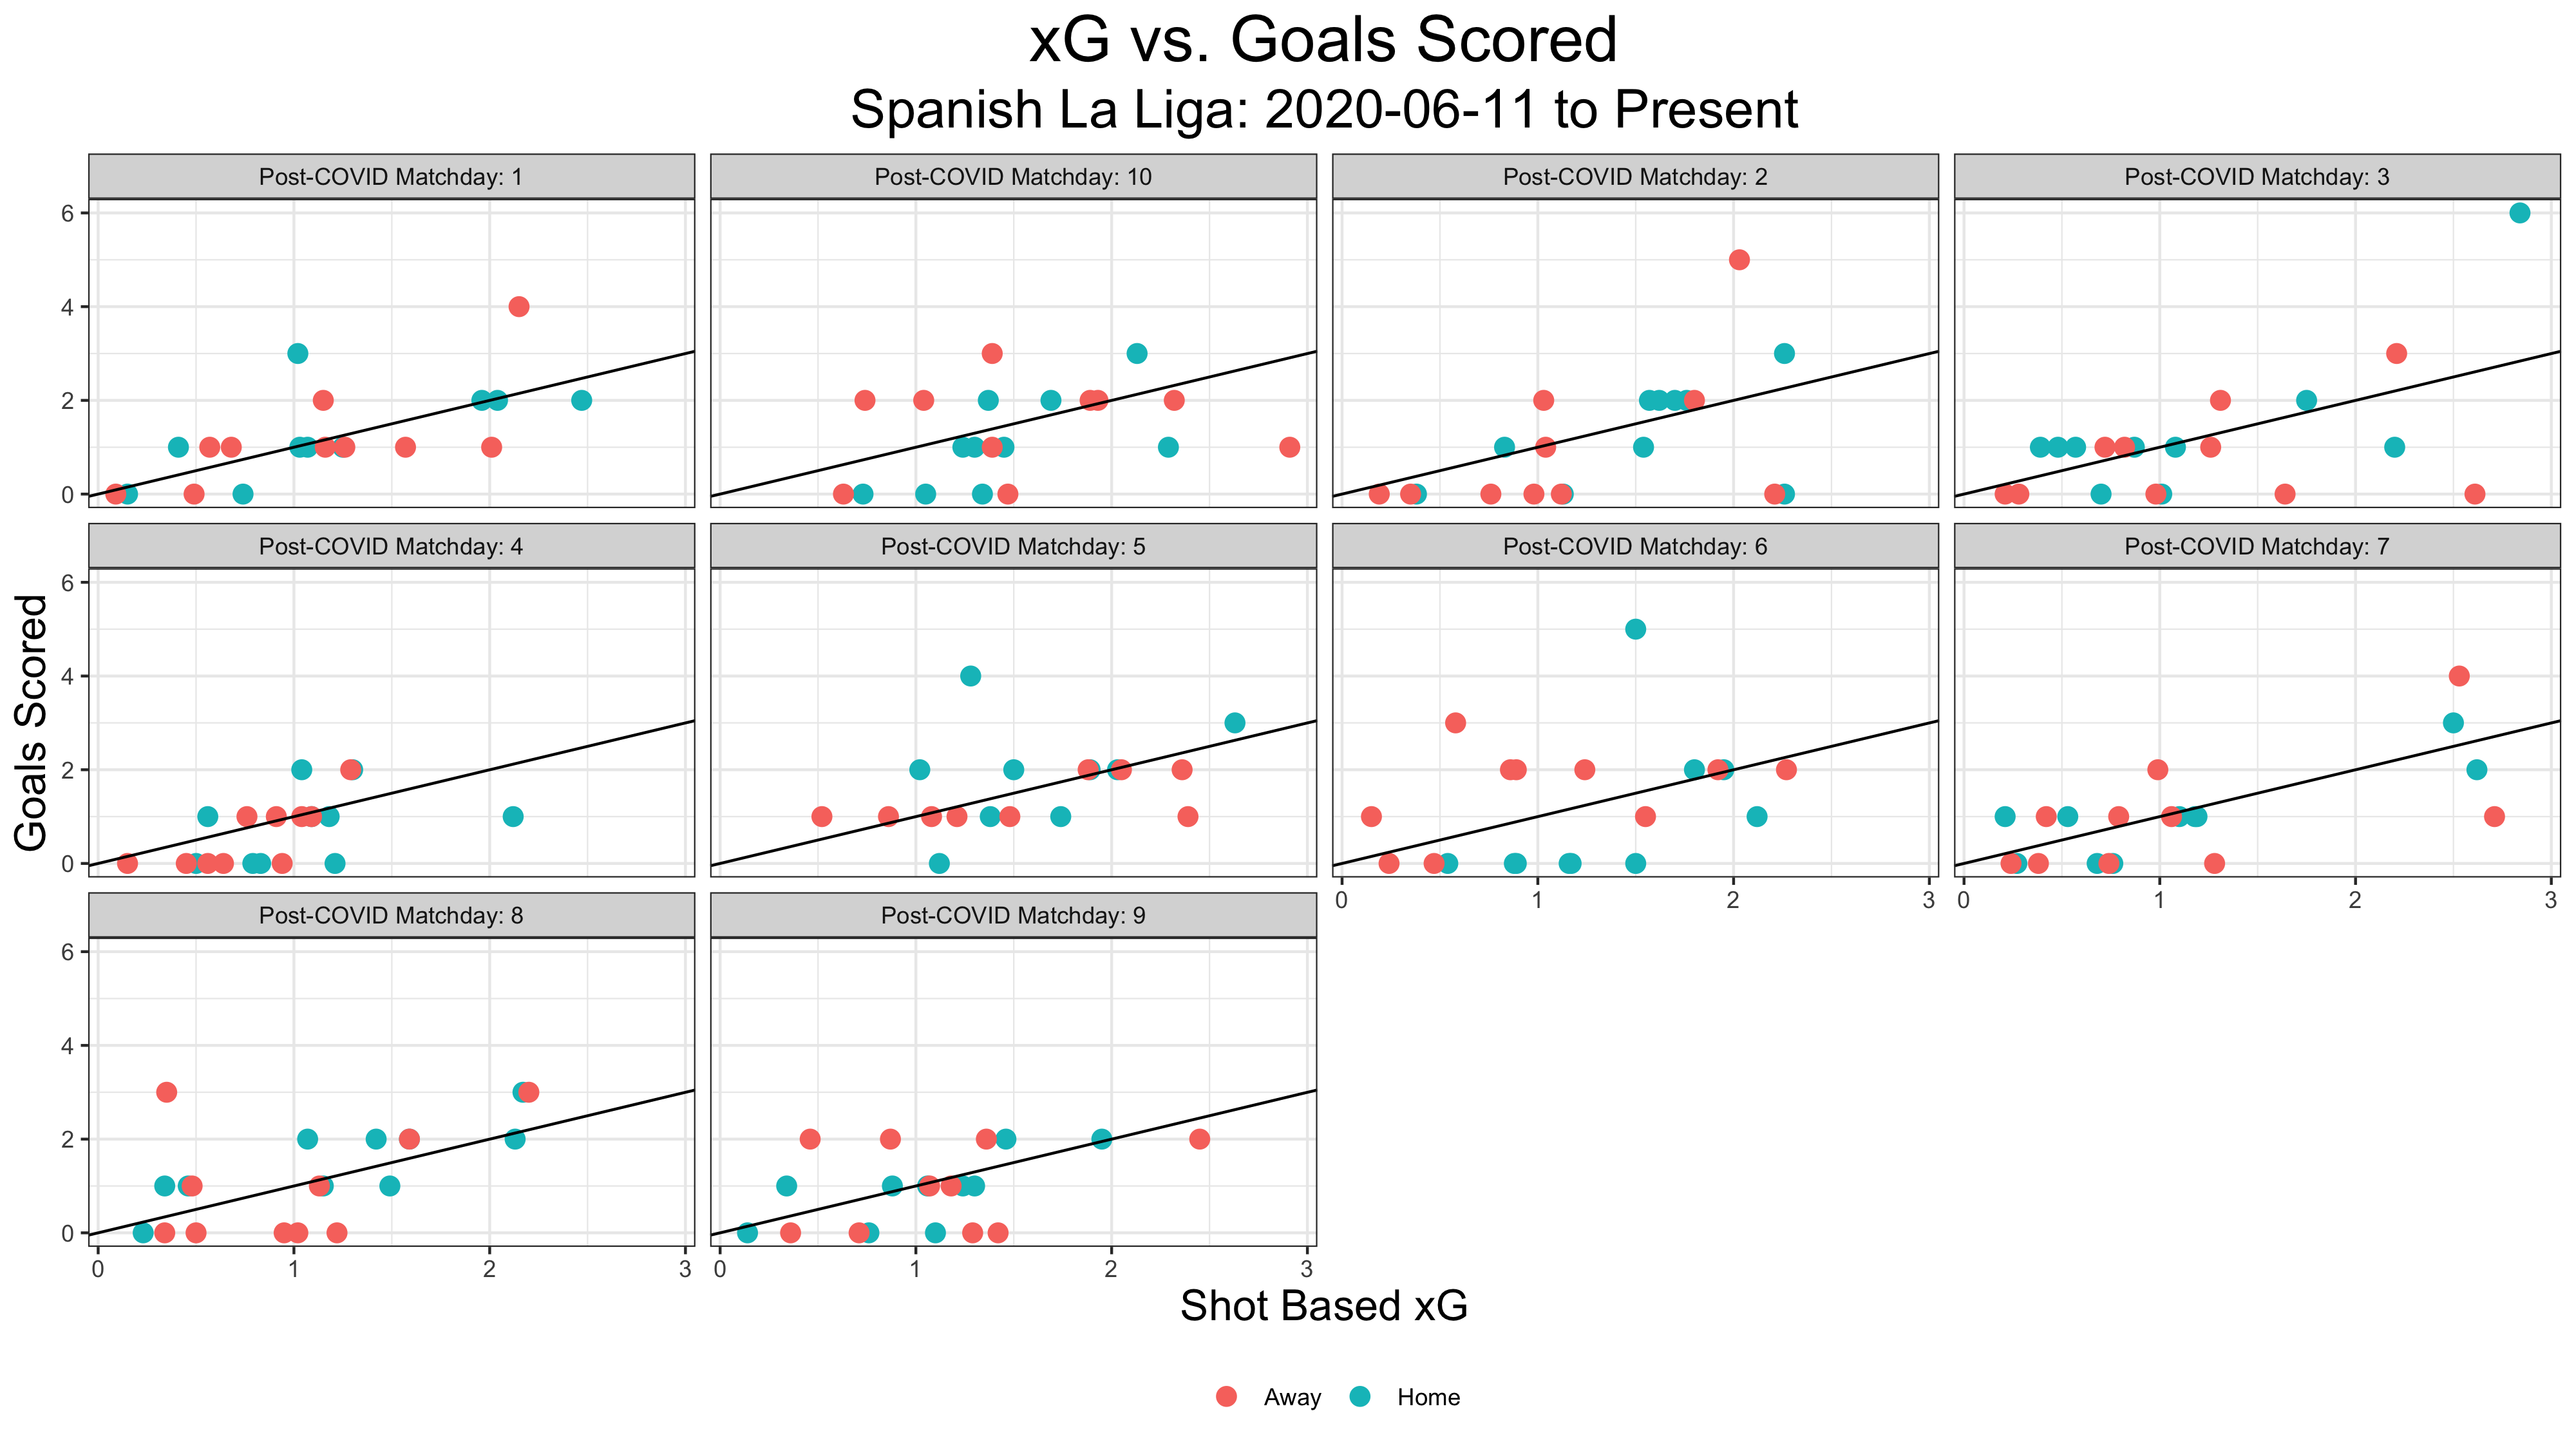 xG vs. Goals Scored
Spanish La Liga: 2020-06-11 to Present
Post-COVID Matchday: 1
Post-COVID Matchday: 10
Post-COVID Matchday: 2
Post-COVID Matchday: 3
6
4
2
0
Post-COVID Matchday: 4
Post-COVID Matchday: 5
Post-COVID Matchday: 6
Post-COVID Matchday: 7
6
4
2
0
0 1 2 3
0 1 2 3
Goals Scored
Post-COVID Matchday: 8
Post-COVID Matchday: 9
6
4
2
0
0 1 2 3
0 1 2 3
Shot Based xG
Away
Home